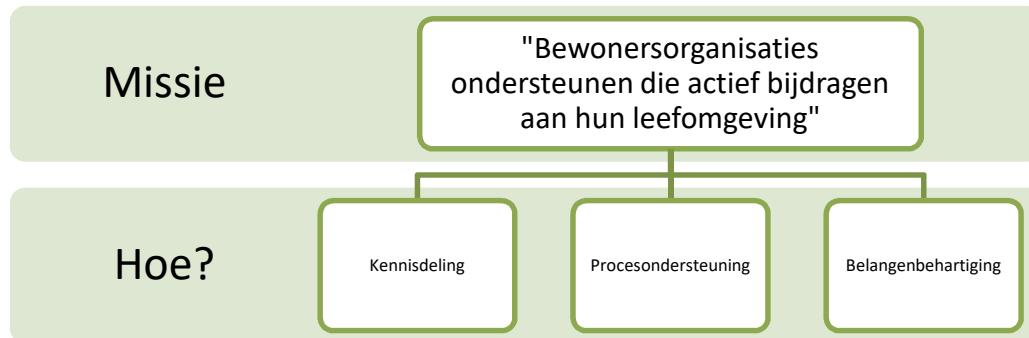 Missie
"Bewonersorganisaties
ondersteunen die actief bijdragen
aan hun leefomgeving"
Hoe?
Kennisdeling
Procesondersteuning
Belangenbehartiging